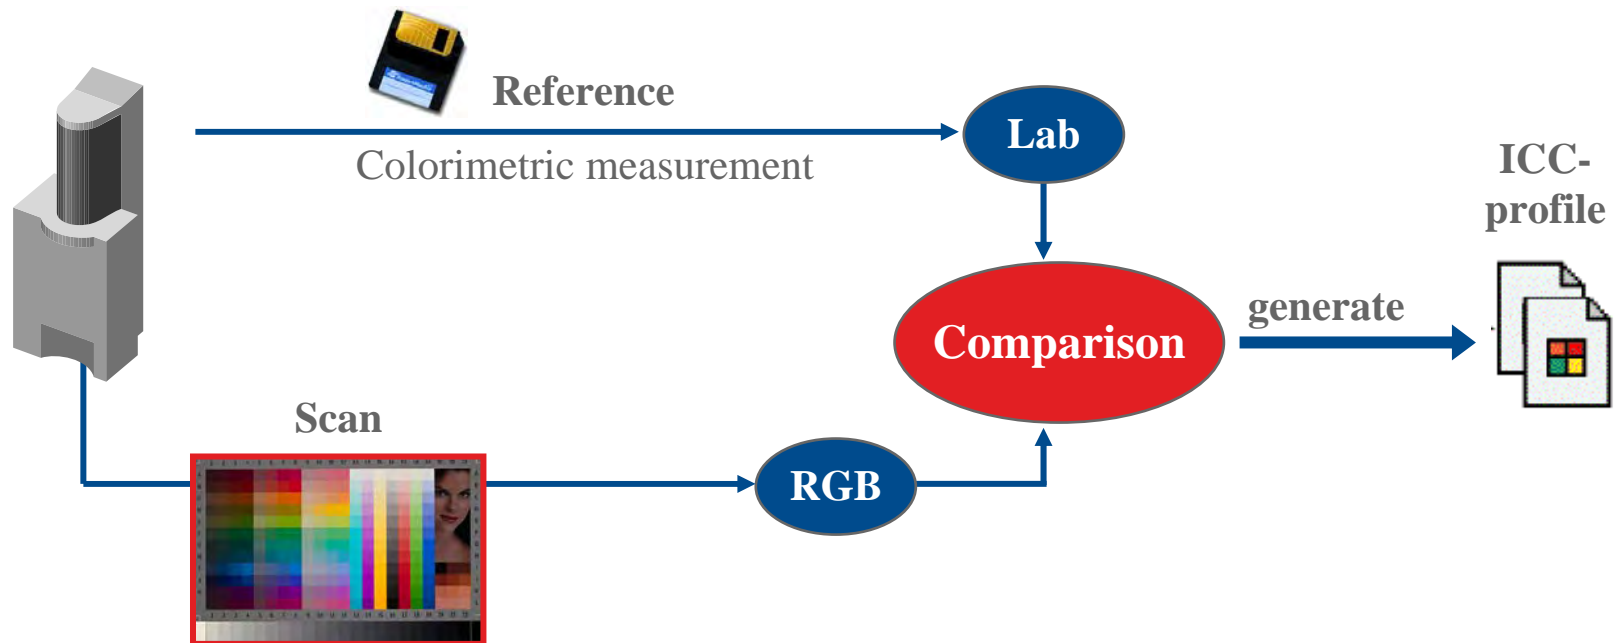 Reference
Colorimetric measurement
Lab
ICC-
profile
Comparison
generate
Scan
RGB